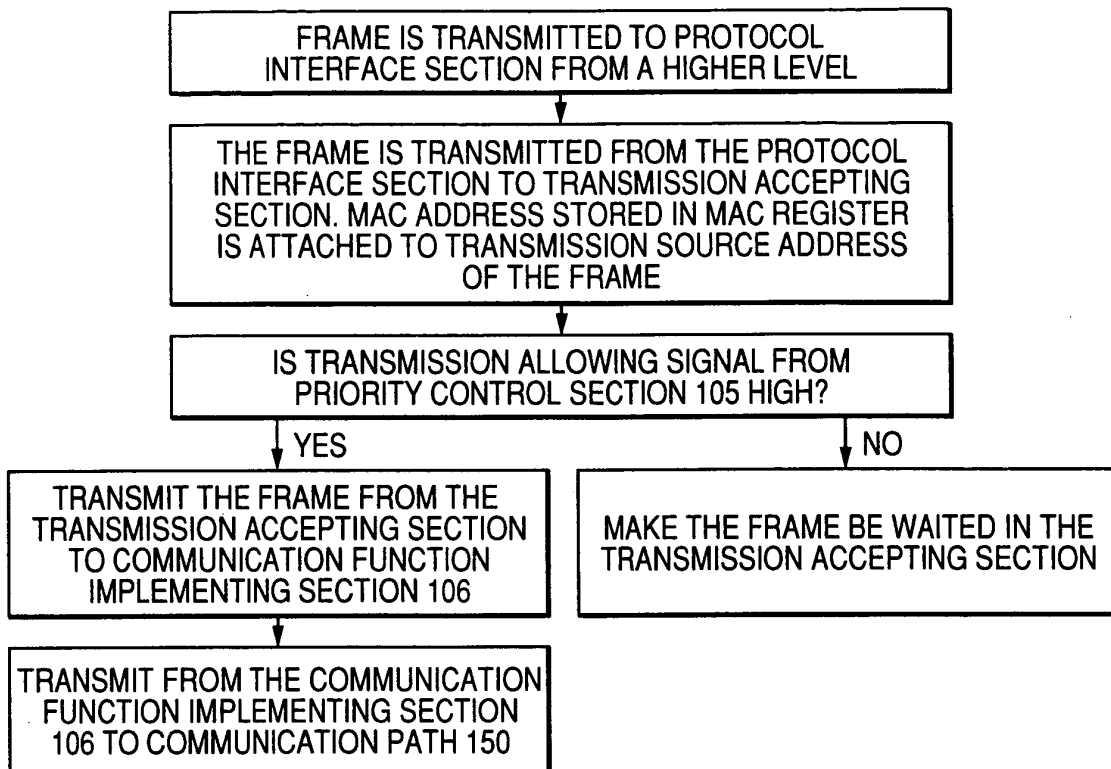 FRAME IS TRANSMITTED TO PROTOCOL
INTERFACE SECTION FROM A HIGHER LEVEL
THE FRAME IS TRANSMITTED FROM THE PROTOCOL
INTERFACE SECTION TO TRANSMISSION ACCEPTING
SECTION. MAC ADDRESS STORED IN MAC REGISTER
IS ATTACHED TO TRANSMISSION SOURCE ADDRESS
OF THE FRAME
IS TRANSMISSION ALLOWING SIGNAL FROM
PRIORITY CONTROL SECTION 105 HIGH?
YES
NO
TRANSMIT THE FRAME FROM THE
TRANSMISSION ACCEPTING SECTION
TO COMMUNICATION FUNCTION
IMPLEMENTING SECTION 106
MAKE THE FRAME BE WAITED IN THE
TRANSMISSION ACCEPTING SECTION
TRANSMIT FROM THE COMMUNICATION
FUNCTION IMPLEMENTING SECTION
106 TO COMMUNICATION PATH 150